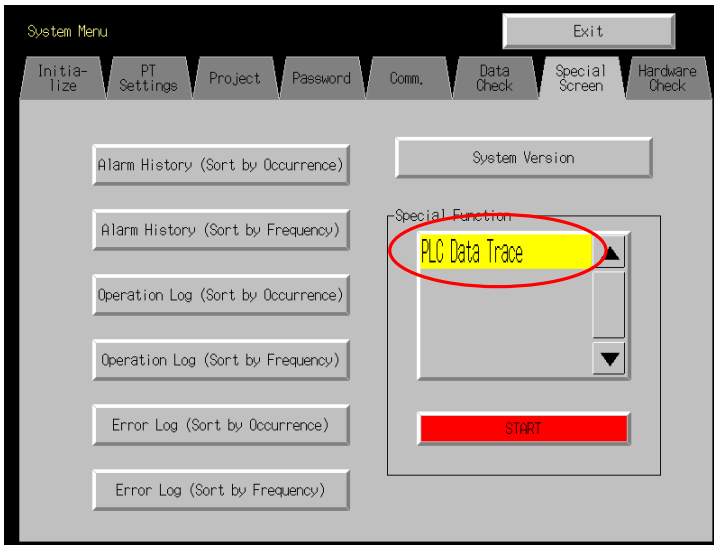 System Menu
Exit
Initia-
lize
PT
Settings
Project
Password
Comm.
Data
Check
Special
Screen
Hardware
Check
Alarm History (Sort by Occurrence)
Alarm History (Sort by Frequency)
Operation Log (Sort by Occurrence)
Operation Log (Sort by Frequency)
Error Log (Sort by Occurrence)
Error Log (Sort by Frequency)
System Version
Special Function
PLC Data Trace
START